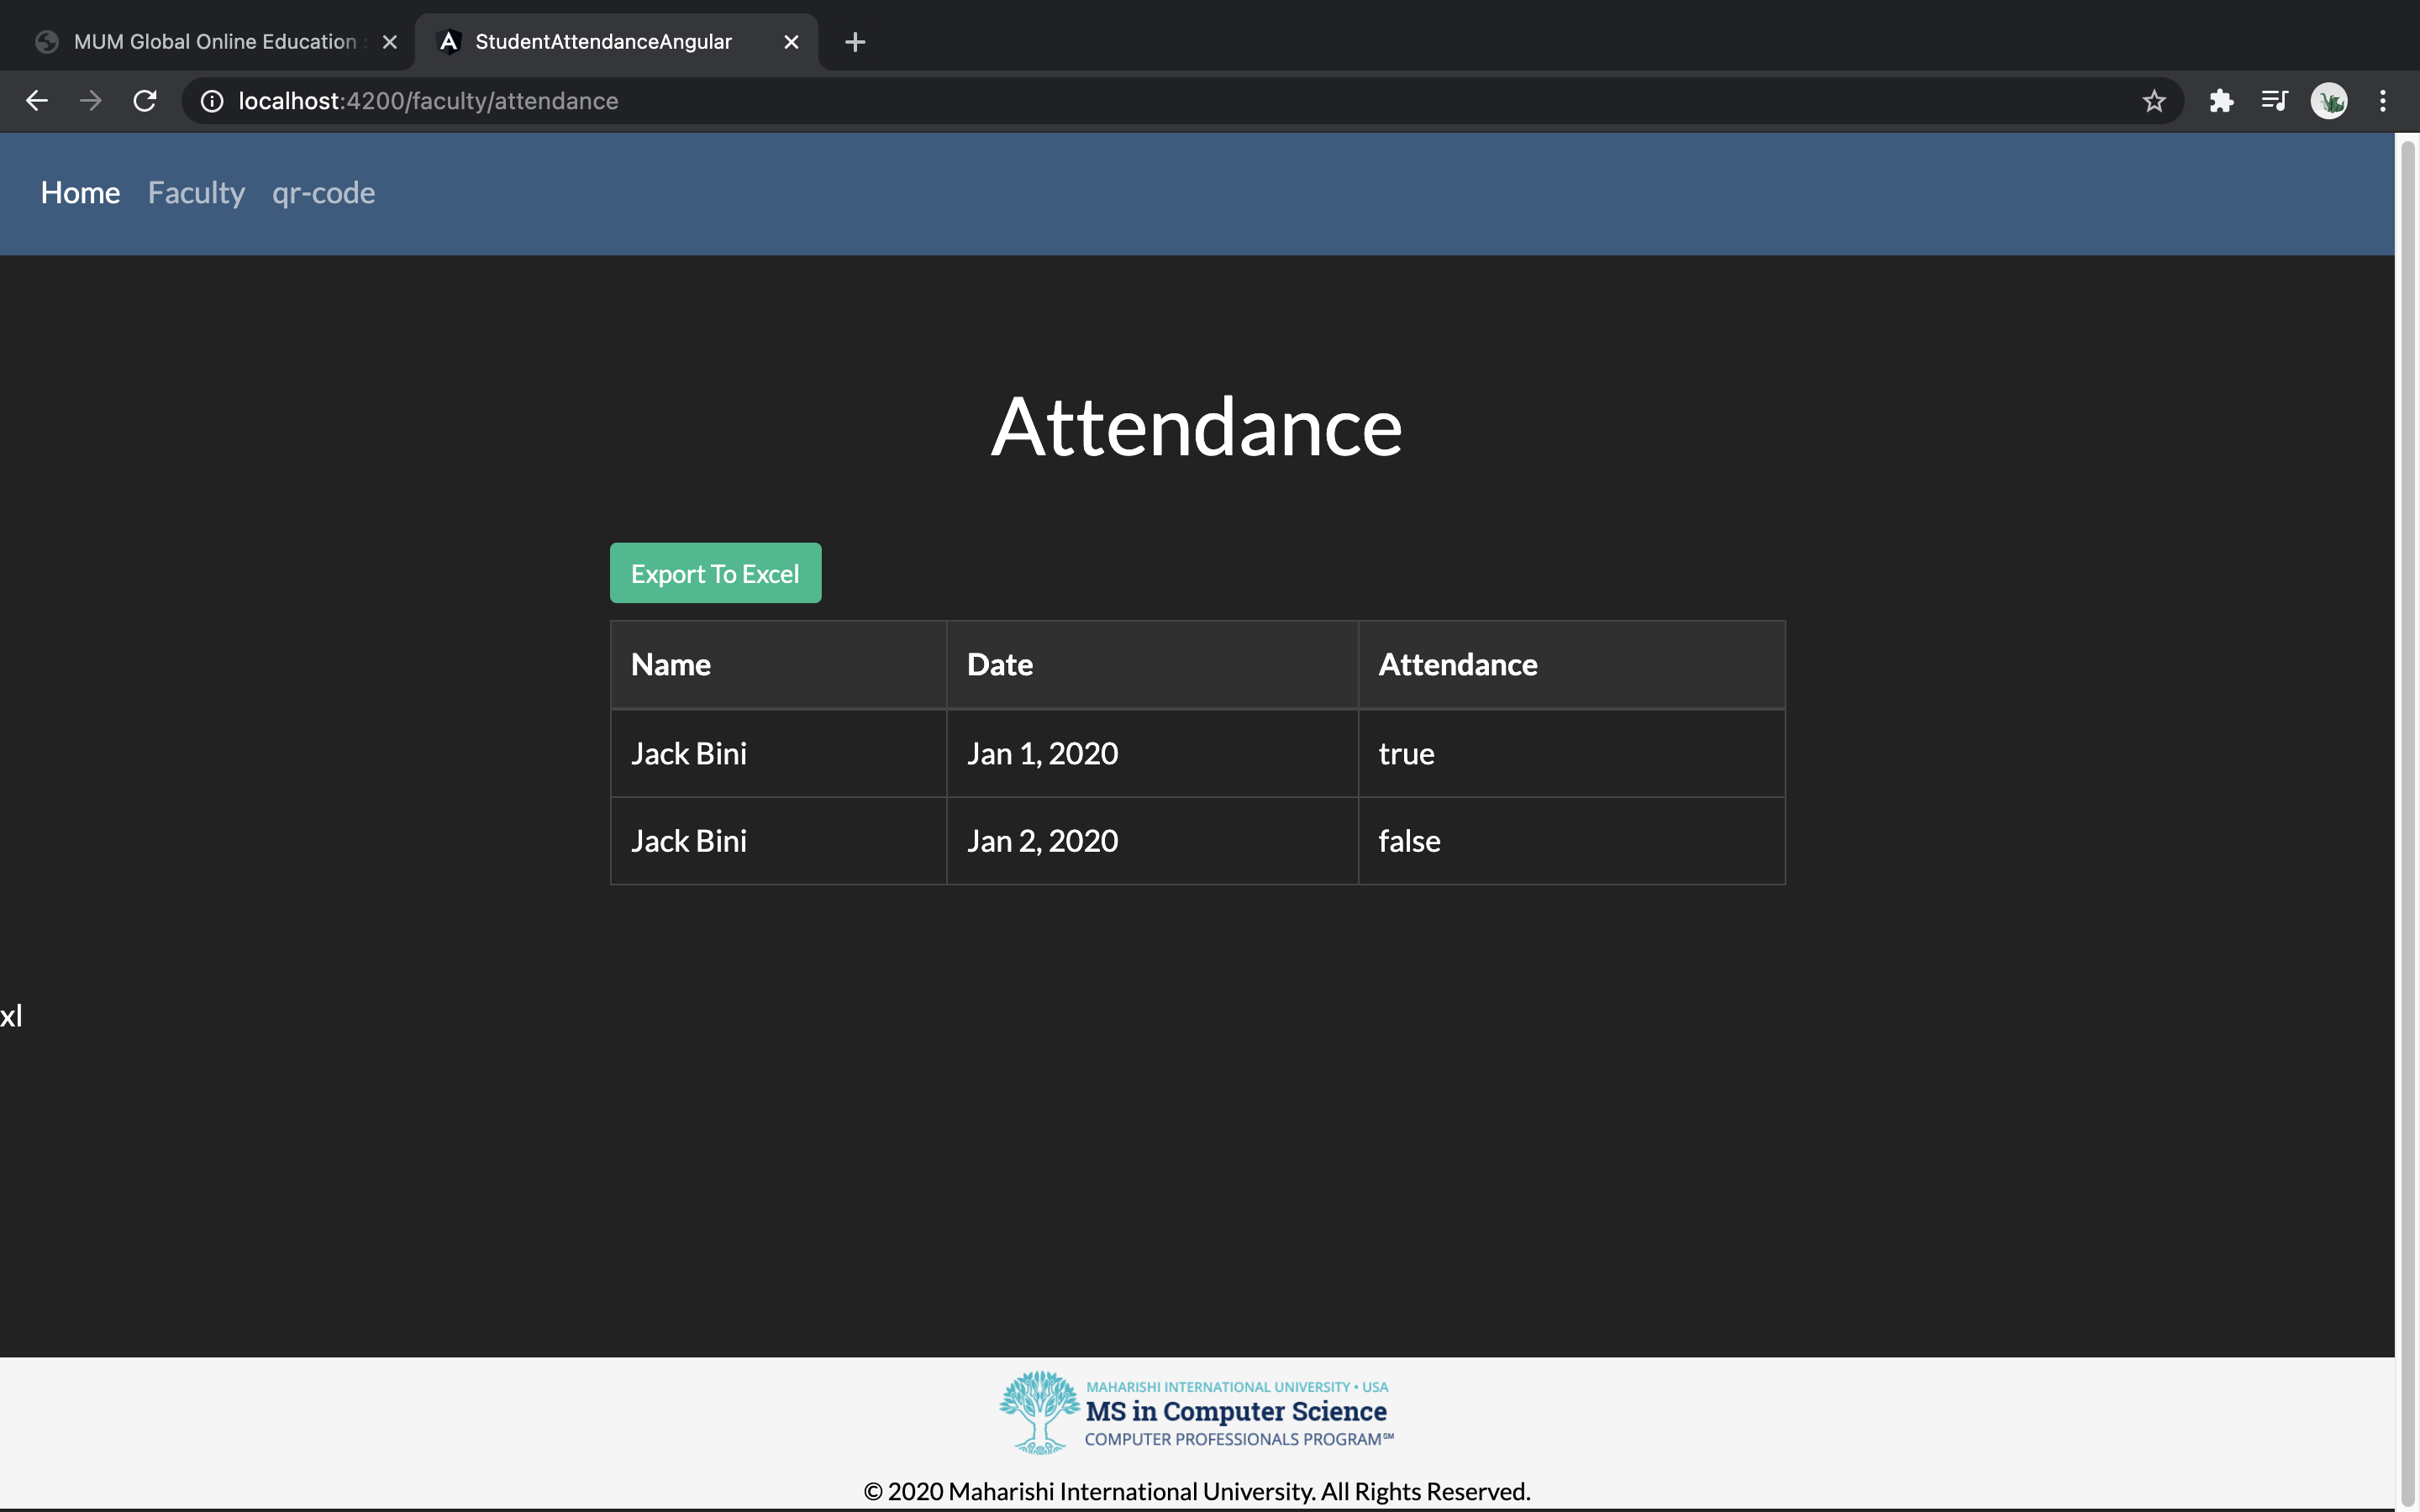 MUM Global Online Education
StudentAttendanceAngular
localhost:4200/faculty/attendance
Home Faculty qr-code
Attendance
Export To Excel
Name Date Attendance
Jack Bini Jan 1, 2020 true
Jack Bini Jan 2, 2020 false
xl
MAHARISHI INTERNATIONAL UNIVERSITY • USA
MS in Computer Science
COMPUTER PROFESSIONALS PROGRAM℠
© 2020 Maharishi International University. All Rights Reserved.